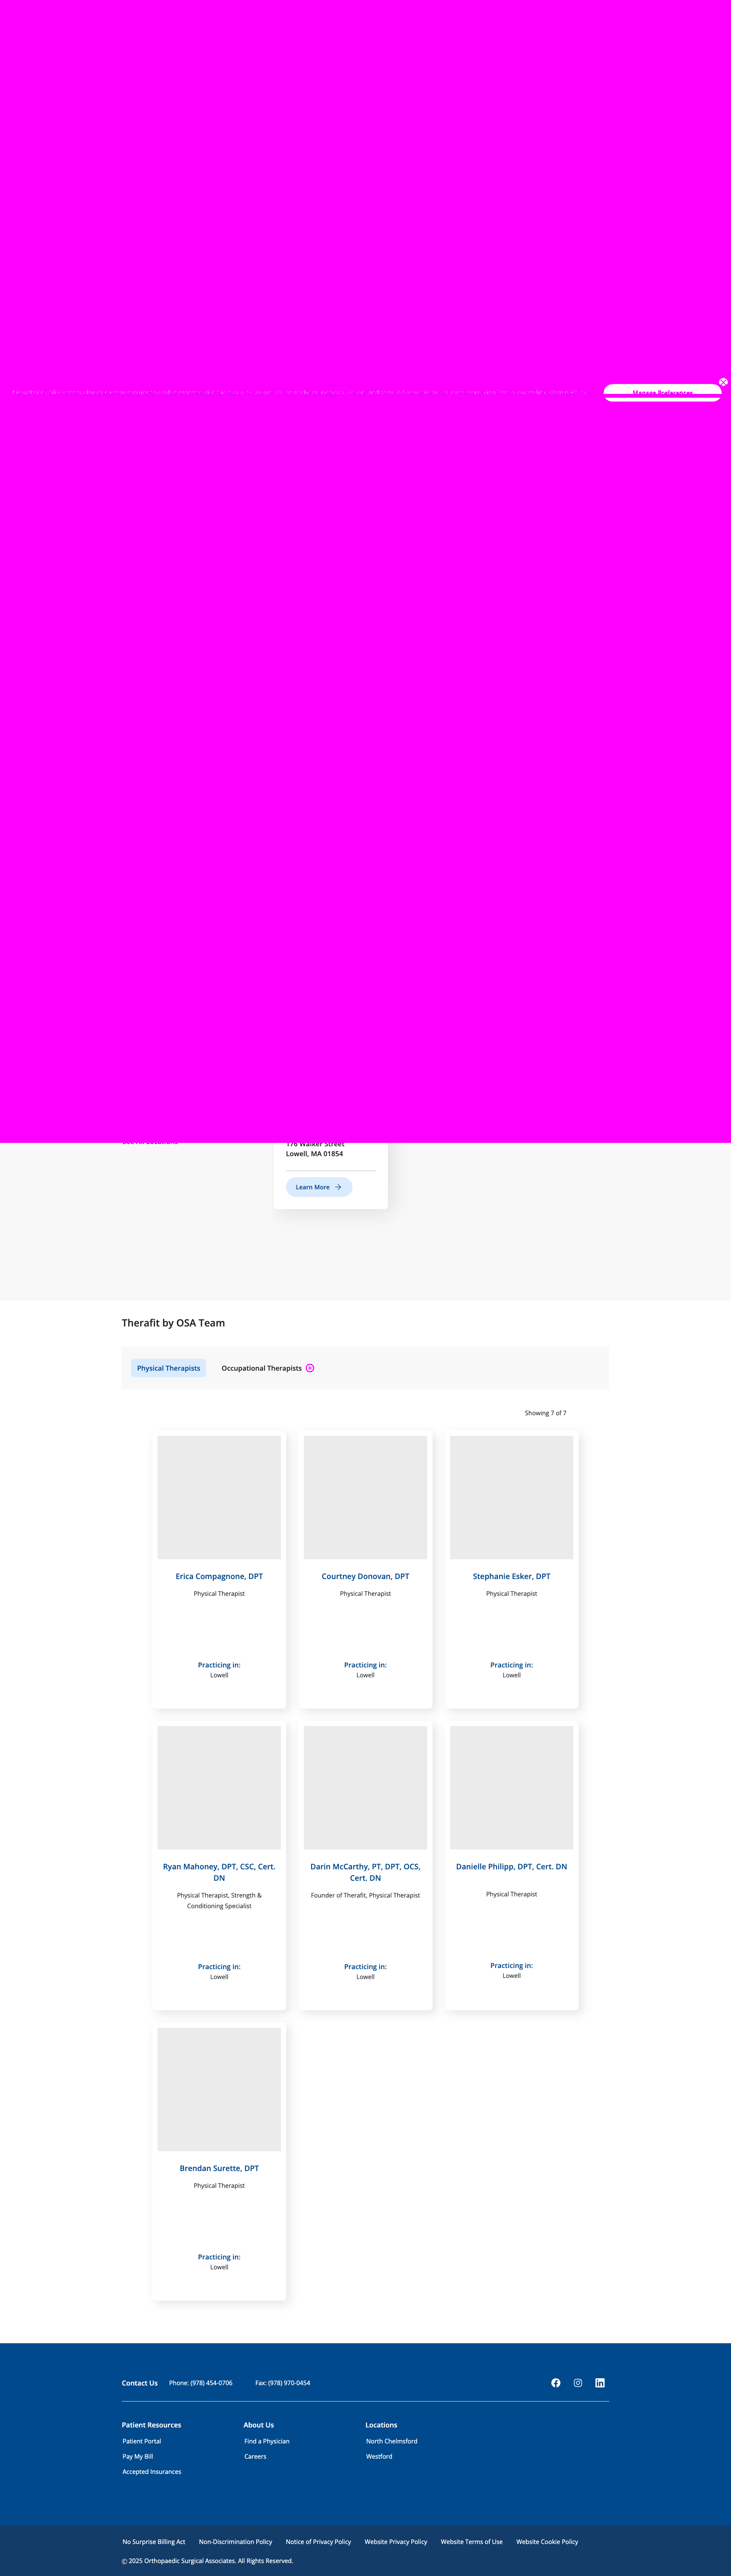 Manage Preferences
176 Walker Street
Lowell, MA 01854
Learn More
Therafit by OSA Team
Physical Therapists
Occupational Therapists
Showing 7 of 7
Erica Compagnone, DPT
Physical Therapist
Practicing in:
Lowell
Courtney Donovan, DPT
Physical Therapist
Practicing in:
Lowell
Stephanie Esker, DPT
Physical Therapist
Practicing in:
Lowell
Ryan Mahoney, DPT, CSC, Cert.
DN
Physical Therapist, Strength &
Conditioning Specialist
Practicing in:
Lowell
Darin McCarthy, PT, DPT, OCS,
Cert. DN
Founder of Therafit, Physical Therapist
Practicing in:
Lowell
Danielle Philipp, DPT, Cert. DN
Physical Therapist
Practicing in:
Lowell
Brendan Surette, DPT
Physical Therapist
Practicing in:
Lowell
Contact Us Phone: (978) 454-0706 Fax: (978) 970-0454
Patient Resources
Patient Portal
Pay My Bill
Accepted Insurances
About Us
Find a Physician
Careers
Locations
North Chelmsford
Westford
No Surprise Billing Act Non-Discrimination Policy Notice of Privacy Policy Website Privacy Policy Website Terms of Use Website Cookie Policy
© 2025 Orthopaedic Surgical Associates. All Rights Reserved.